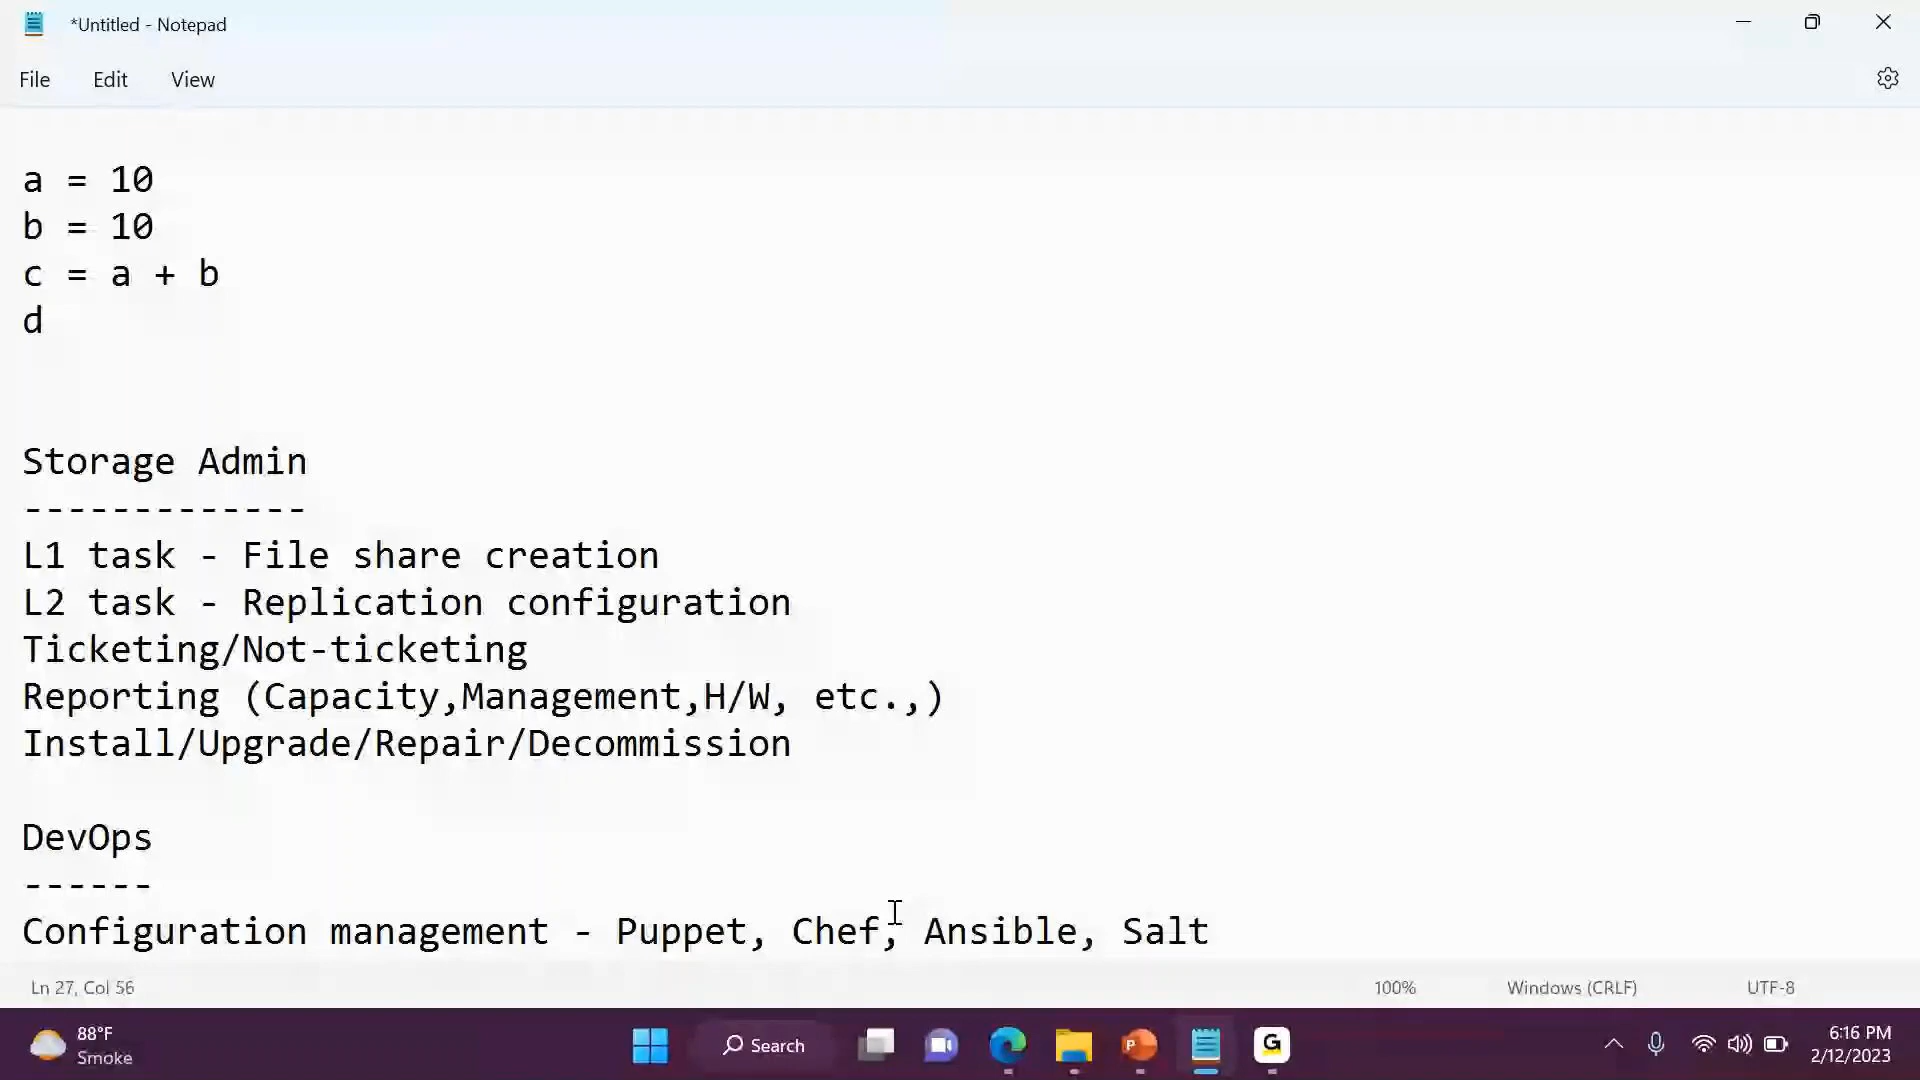 *Untitled - Notepad
File Edit View
a = 10
b = 10
c = a + b
d
Storage Admin
-------------
L1 task - File share creation
L2 task - Replication configuration
Ticketing/Not-ticketing
Reporting (Capacity,Management,H/W, etc.,)
Install/Upgrade/Repair/Decommission
DevOps
------
Configuration management - Puppet, Chef, Ansible, Salt
Ln 27, Col 56 100% Windows (CRLF) UTF-8
88°F
Smoke
Search
P
G
6:16 PM
2/12/2023